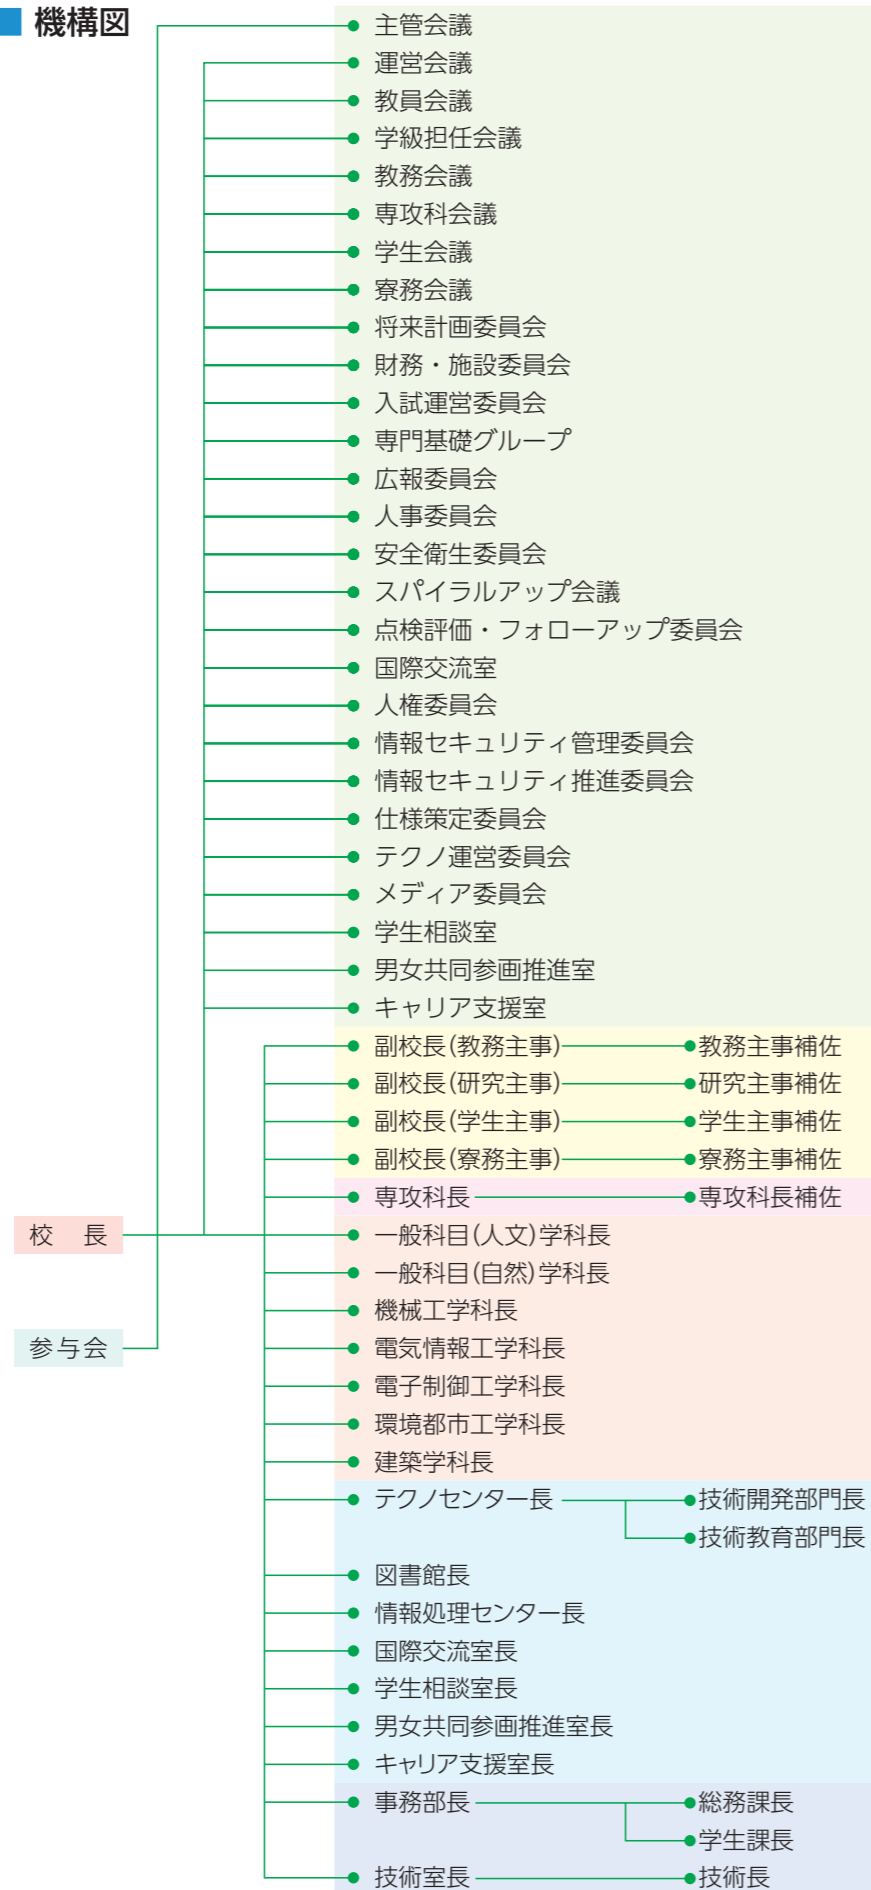 機構図
主管会議
運営会議
教員会議
学級担任会議
教務会議
専攻科会議
学生会議
寮務会議
将来計画委員会
財務・施設委員会
入試運営委員会
専門基礎グループ
広報委員会
人事委員会
安全衛生委員会
スパイラルアップ会議
点検評価・フォローアップ委員会
国際交流室
人権委員会
情報セキュリティ管理委員会
情報セキュリティ推進委員会
仕様策定委員会
テクノ運営委員会
メディア委員会
学生相談室
男女共同参画推進室
キャリア支援室
副校長(教務主事) 教務主事補佐
副校長(研究主事) 研究主事補佐
副校長(学生主事) 学生主事補佐
副校長(寮務主事) 寮務主事補佐
専攻科長 専攻科長補佐
校　長 一般科目(人文)学科長
一般科目(自然)学科長
機械工学科長
参与会 電気情報工学科長
電子制御工学科長
環境都市工学科長
建築学科長
テクノセンター長 技術開発部門長
技術教育部門長
図書館長
情報処理センター長
国際交流室長
学生相談室長
男女共同参画推進室長
キャリア支援室長
事務部長 総務課長
学生課長
技術室長 技術長